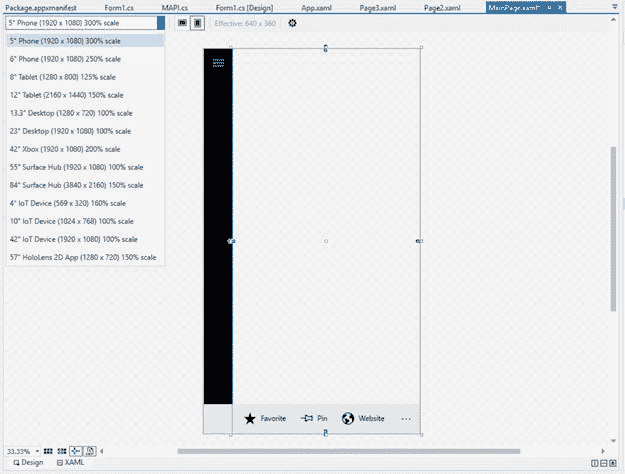 Package.appxmanifest Form1.cs MAPI.cs Form1.cs [Design] App.xaml Page3.xaml Page2.xaml MainPage.xaml*
5" Phone (1920 x 1080) 300% scale
Effective: 640 x 360
5" Phone (1920 x 1080) 300% scale
6" Phone (1920 x 1080) 250% scale
8" Tablet (1280 x 800) 125% scale
12" Tablet (2160 x 1440) 150% scale
13.3" Desktop (1280 x 720) 100% scale
23" Desktop (1920 x 1080) 100% scale
42" Xbox (1920 x 1080) 200% scale
55" Surface Hub (1920 x 1080) 100% scale
84" Surface Hub (3840 x 2160) 150% scale
4" IoT Device (569 x 320) 160% scale
10" IoT Device (1024 x 768) 100% scale
42" IoT Device (1920 x 1080) 100% scale
57" HoloLens 2D App (1280 x 720) 150% scale
Favorite Pin Website ...
33.33%
Design XAML